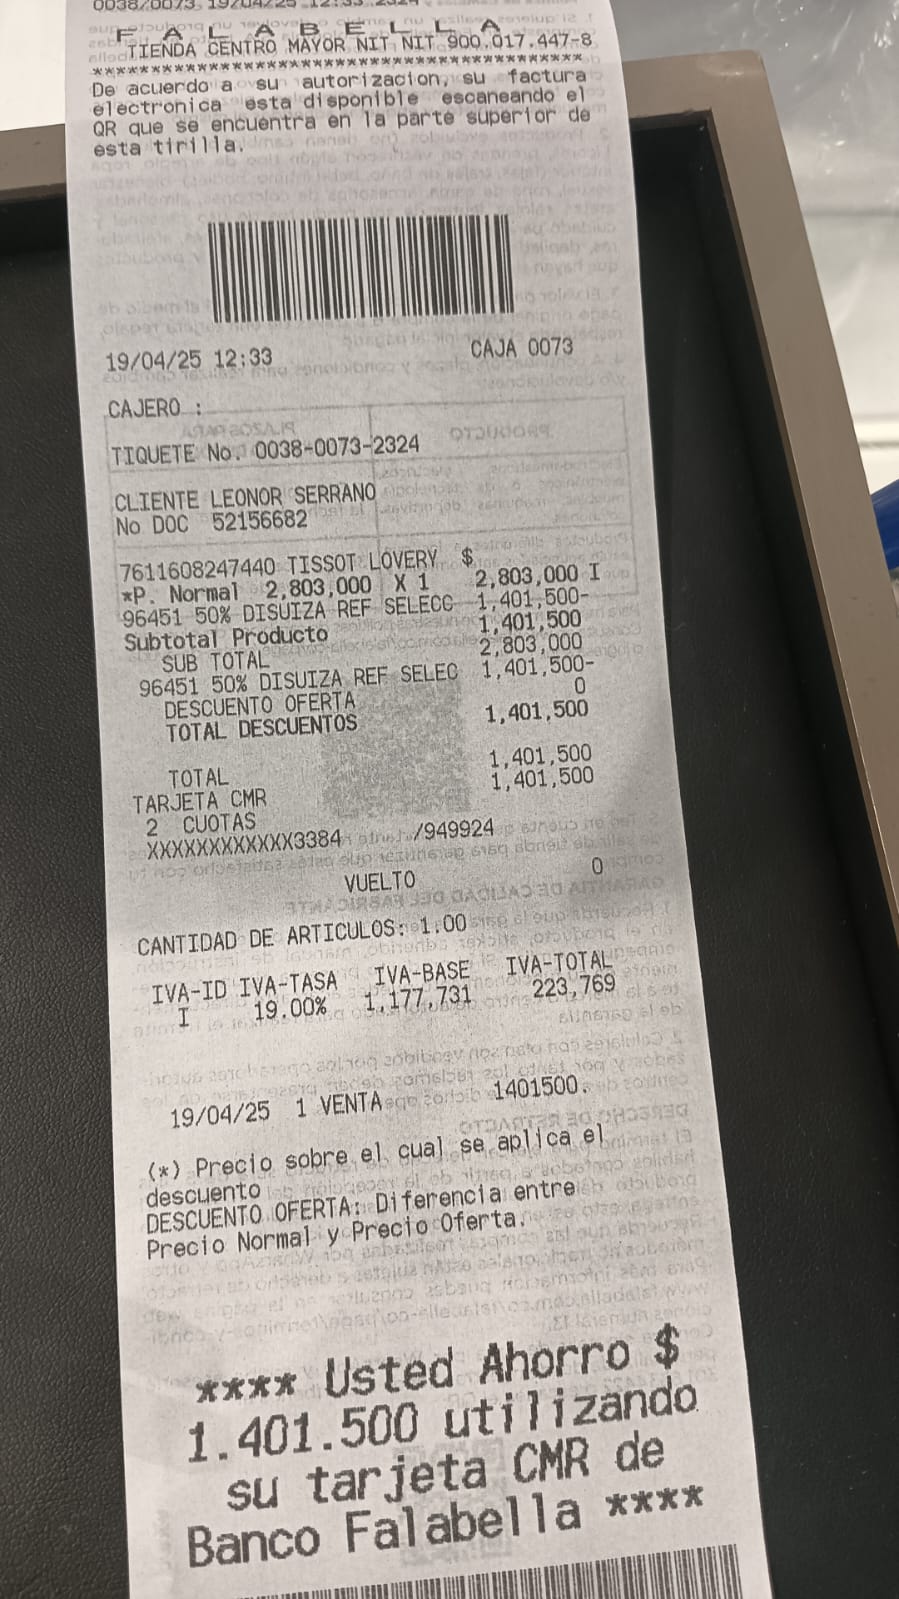 0038/0073 19/04/25 12:33 2324
F A L A B E L L A
TIENDA CENTRO MAYOR NIT NIT 900.017.447-8
******************************************
De acuerdo a su autorizacion, su factura
electronica esta disponible escaneando el
QR que se encuentra en la parte superior de
esta tirilla.
19/04/25 12:33 CAJA 0073
CAJERO :
TIQUETE No. 0038-0073-2324
CLIENTE LEONOR SERRANO
No DOC 52156682
7611608247440 TISSOT LOVERY $
*P. Normal 2,803,000 X 1 2,803,000 I
96451 50% DISUIZA REF SELECC 1,401,500-
Subtotal Producto 1,401,500
SUB TOTAL 2,803,000
96451 50% DISUIZA REF SELEC 1,401,500-
DESCUENTO OFERTA 0
TOTAL DESCUENTOS 1,401,500
TOTAL 1,401,500
TARJETA CMR 1,401,500
2 CUOTAS
XXXXXXXXXXXX3384 /949924
VUELTO 0
CANTIDAD DE ARTICULOS: 1.00
IVA-ID IVA-TASA IVA-BASE IVA-TOTAL
I 19.00% 1,177,731 223,769
19/04/25 1 VENTA 1401500.
(*) Precio sobre el cual se aplica el
descuento
DESCUENTO OFERTA: Diferencia entre
Precio Normal y Precio Oferta.
**** Usted Ahorro $
1.401.500 utilizando
su tarjeta CMR de
Banco Falabella ****